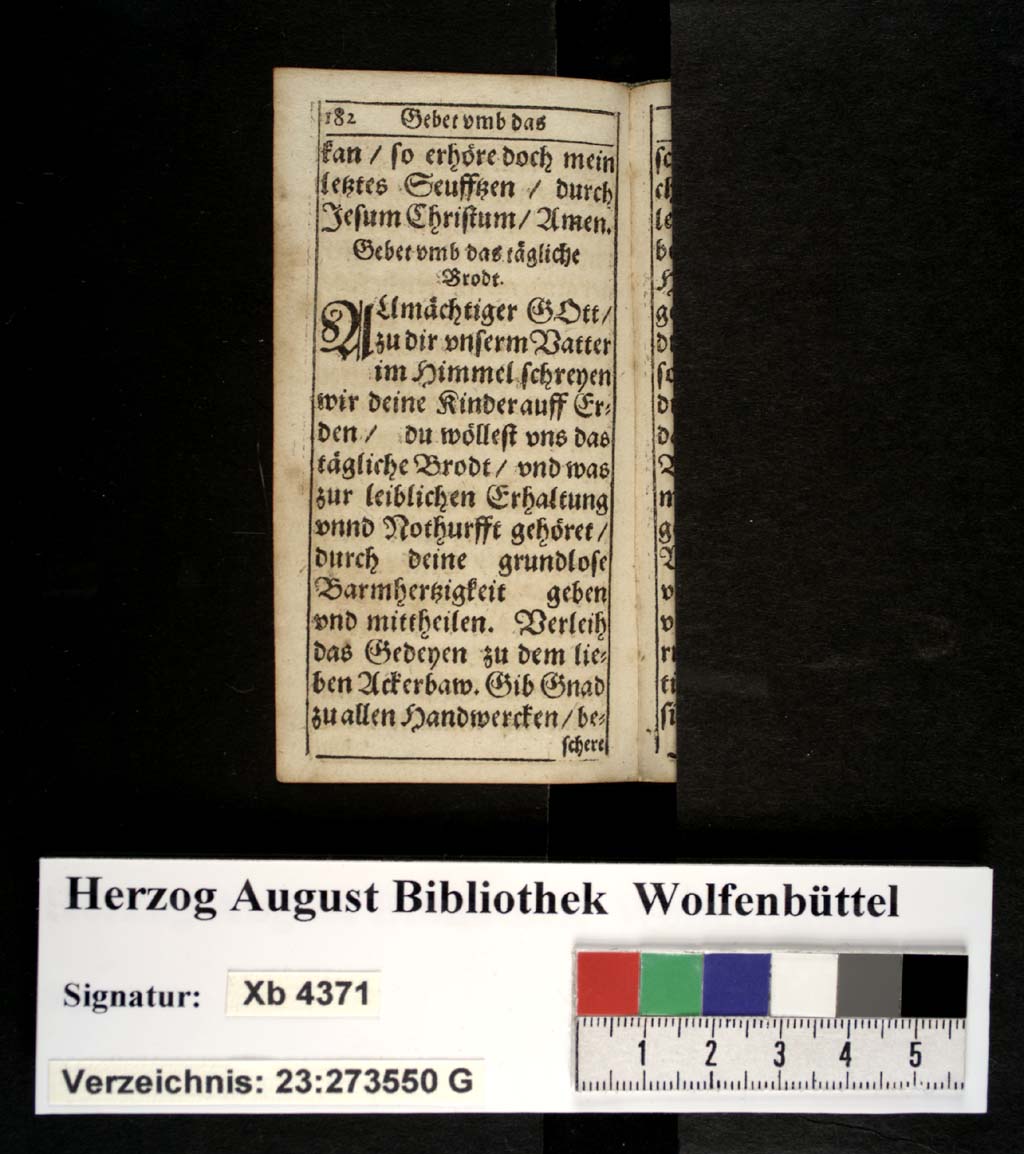 182 Gebet vmb das
kan / so erhöre doch mein
letztes Seufftzen / durch
Jesum Christum / Amen.
Gebet vmb das tägliche
Brodt.
Allmächtiger GOtt /
zu dir vnserm Vatter
im Himmel schreyen
wir deine Kinder auff Er-
den / du wöllest vns das
tägliche Brodt / vnd was
zur leiblichen Erhaltung
vnnd Nothurfft gehöret /
durch deine grundlose
Barmhertzigkeit geben
vnd mittheilen. Verleih
das Gedeyen zu dem lie-
ben Ackerbaw. Gib Gnad
zu allen Handwercken / be-
schere
Herzog August Bibliothek Wolfenbüttel
Signatur: Xb 4371
Verzeichnis: 23:273550 G
1 2 3 4 5